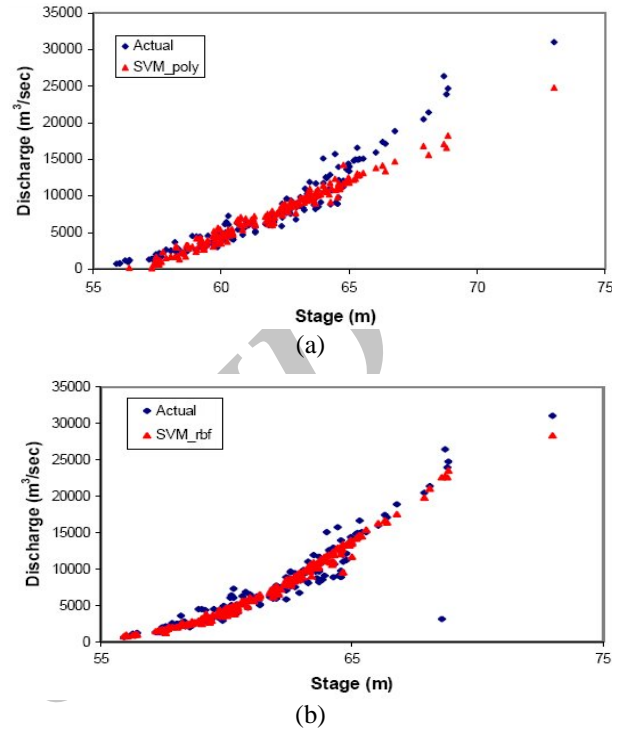 35000
30000
25000
20000
15000
10000
5000
0
Discharge (m³/sec)
Actual
SVM_poly
55 60 65 70 75
Stage (m)
(a)
35000
30000
25000
20000
15000
10000
5000
0
Discharge (m³/sec)
Actual
SVM_rbf
55 65 75
Stage (m)
(b)